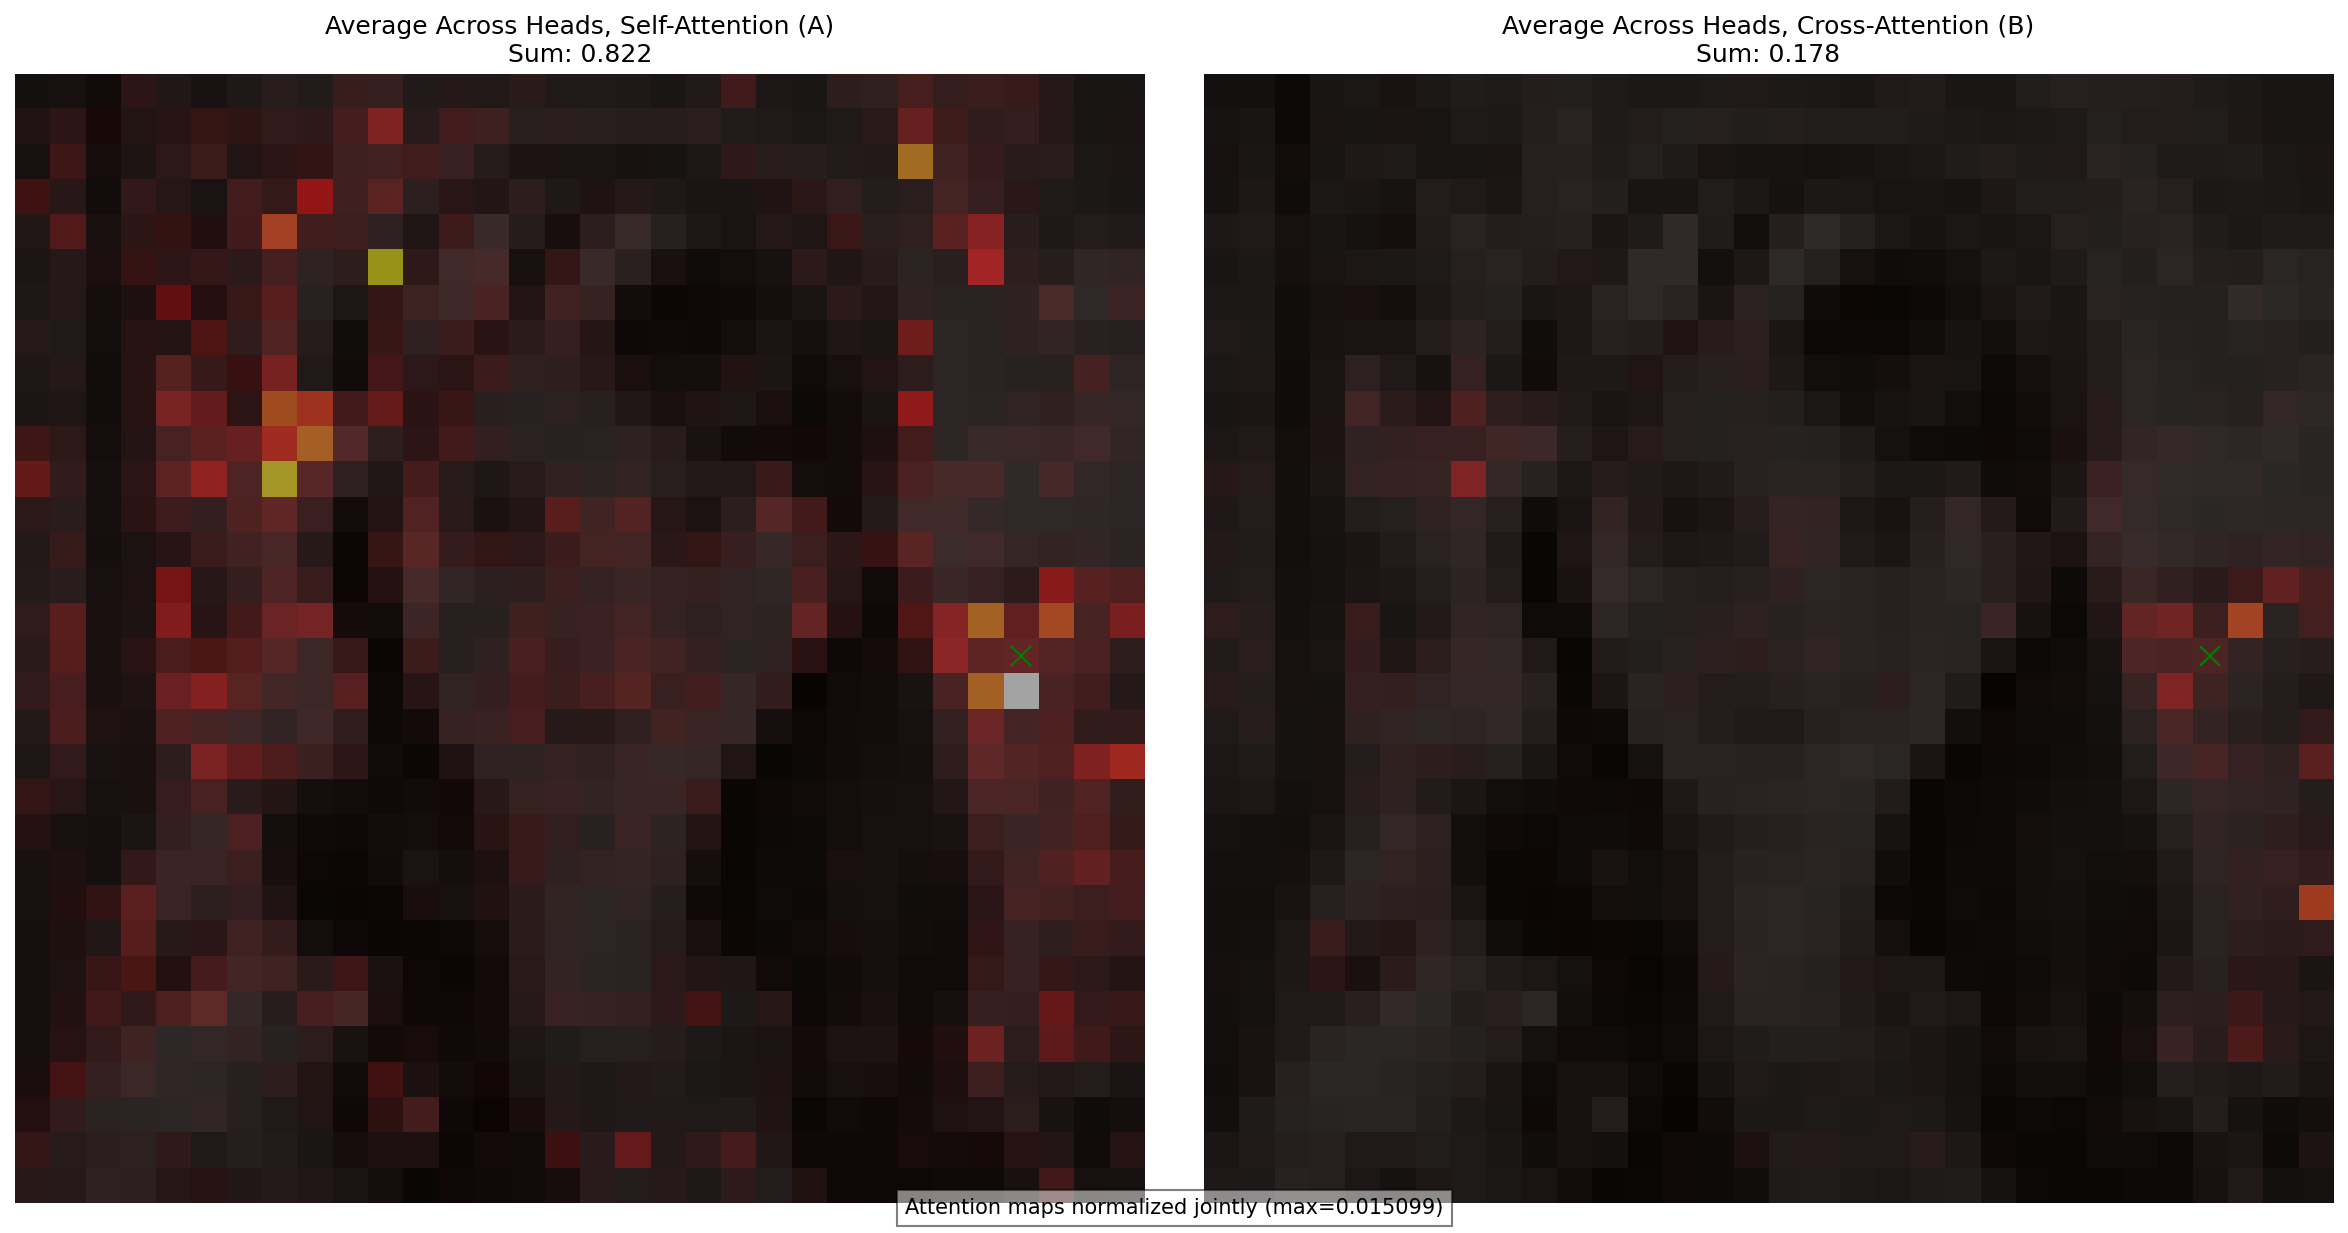 Average Across Heads, Self-Attention (A)
Sum: 0.822
Average Across Heads, Cross-Attention (B)
Sum: 0.178
Attention maps normalized jointly (max=0.015099)